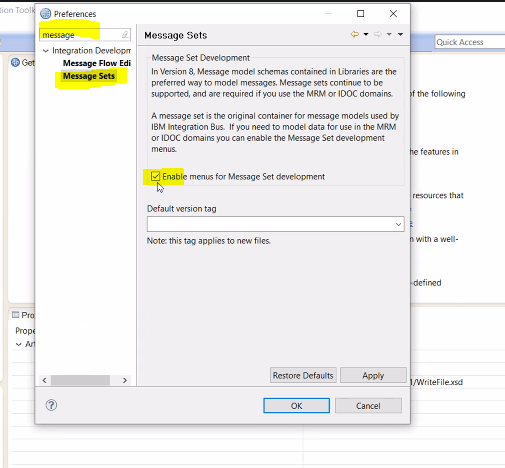 tion Toolk
Preferences
message
Message Sets
Quick Access
Integration Developm
Message Flow Edi
Message Sets
Get
Message Set Development
In Version 8, Message model schemas contained in Libraries are the
preferred way to model messages. Message sets continue to be
supported, and are required if you use the MRM or IDOC domains.
of the following
A message set is the original container for message models used by
IBM Integration Bus. If you need to model data for use in the MRM
or IDOC domains you can enable the Message Set development
menus.
he features in
Enable menus for Message Set development
resources that
Default version tag
Note: this tag applies to new files.
n with a well-
-defined
Pro
Prope
Restore Defaults
Apply
1/WriteFile.xsd
OK
Cancel